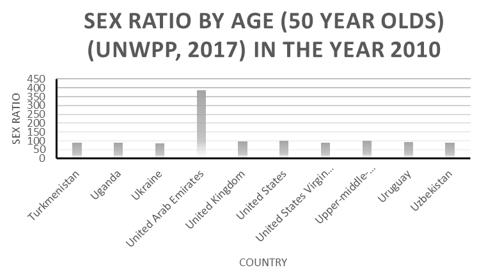 SEX RATIO BY AGE (50 YEAR OLDS)
(UNWPP, 2017) IN THE YEAR 2010
SEX RATIO
450
400
350
300
250
200
150
100
50
0
Turkmenistan
Uganda
Ukraine
United Arab Emirates
United Kingdom
United States
United States Virgin...
Upper-middle-...
Uruguay
Uzbekistan
COUNTRY